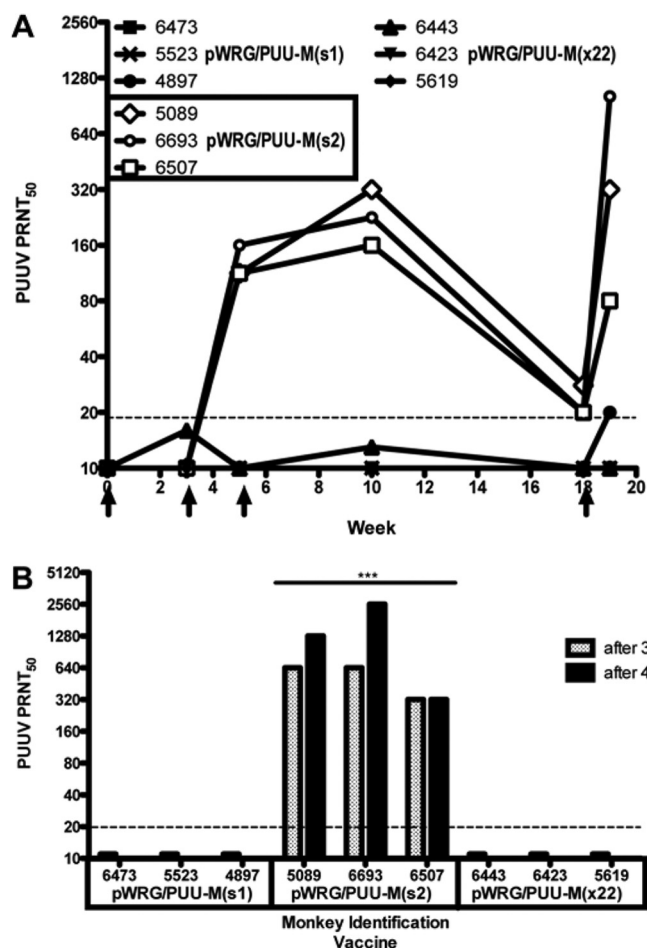 A
2560
1280
640
320
160
80
40
20
10
PUUV PRNT50
6473
5523 pWRG/PUU-M(s1)
4897
6443
6423 pWRG/PUU-M(x22)
5619
5089
6693 pWRG/PUU-M(s2)
6507
0 2 4 6 8 10 12 14 16 18 20
Week
B
5120
2560
1280
640
320
160
80
40
20
10
PUUV PRNT50
***
after 3
after 4
6473 5523 4897 5089 6693 6507 6443 6423 5619
pWRG/PUU-M(s1) pWRG/PUU-M(s2) pWRG/PUU-M(x22)
Monkey Identification
Vaccine